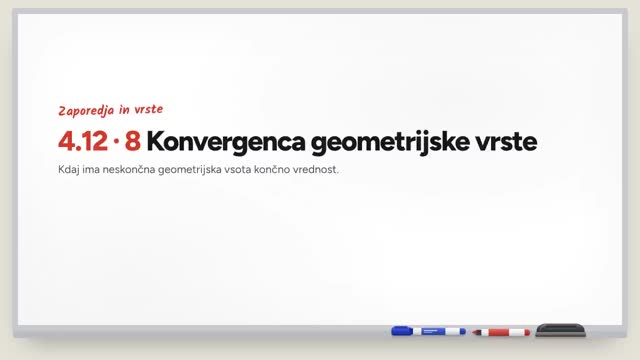 Zaporedja in vrste
4.12 · 8 Konvergenca geometrijske vrste
Kdaj ima neskončna geometrijska vsota končno vrednost.